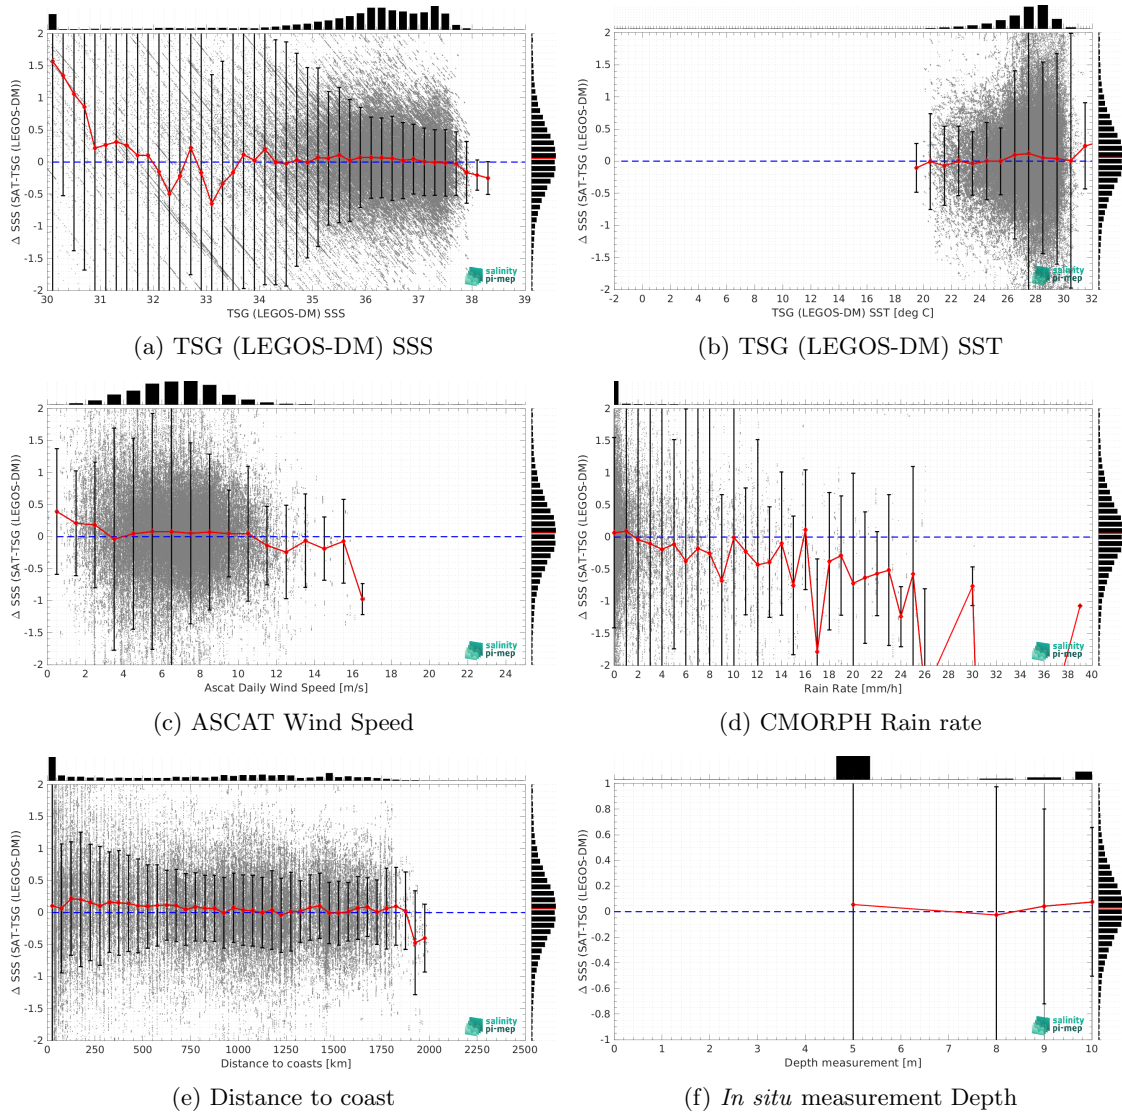 2
1.5
1
0.5
0
-0.5
-1
-1.5
-2
Δ SSS (SAT-TSG (LEGOS-DM))
30 31 32 33 34 35 36 37 38 39
TSG (LEGOS-DM) SSS
salinity
pi-mep
(a) TSG (LEGOS-DM) SSS
2
1.5
1
0.5
0
-0.5
-1
-1.5
-2
Δ SSS (SAT-TSG (LEGOS-DM))
-2 0 2 4 6 8 10 12 14 16 18 20 22 24 26 28 30 32
TSG (LEGOS-DM) SST [deg C]
salinity
pi-mep
(b) TSG (LEGOS-DM) SST
2
1.5
1
0.5
0
-0.5
-1
-1.5
-2
Δ SSS (SAT-TSG (LEGOS-DM))
0 2 4 6 8 10 12 14 16 18 20 22 24
Ascat Daily Wind Speed [m/s]
salinity
pi-mep
(c) ASCAT Wind Speed
2
1.5
1
0.5
0
-0.5
-1
-1.5
-2
Δ SSS (SAT-TSG (LEGOS-DM))
0 2 4 6 8 10 12 14 16 18 20 22 24 26 28 30 32 34 36 38 40
Rain Rate [mm/h]
salinity
pi-mep
(d) CMORPH Rain rate
2
1.5
1
0.5
0
-0.5
-1
-1.5
-2
Δ SSS (SAT-TSG (LEGOS-DM))
0 250 500 750 1000 1250 1500 1750 2000 2250 2500
Distance to coasts [km]
salinity
pi-mep
(e) Distance to coast
1
0.8
0.6
0.4
0.2
0
-0.2
-0.4
-0.6
-0.8
-1
Δ SSS (SAT-TSG (LEGOS-DM))
0 1 2 3 4 5 6 7 8 9 10
Depth measurement [m]
salinity
pi-mep
(f) In situ measurement Depth